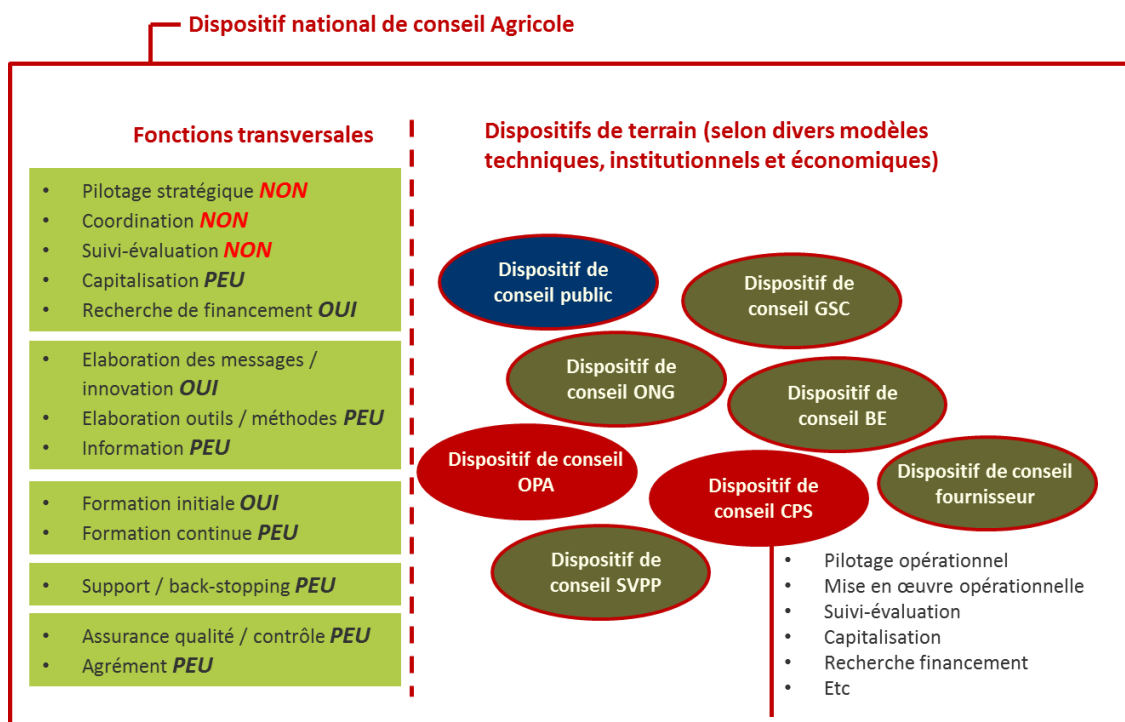 Dispositif national de conseil Agricole
Fonctions transversales
• Pilotage stratégique NON
• Coordination NON
• Suivi-évaluation NON
• Capitalisation PEU
• Recherche de financement OUI
• Elaboration des messages /
innovation OUI
• Elaboration outils / méthodes PEU
• Information PEU
• Formation initiale OUI
• Formation continue PEU
• Support / back-stopping PEU
• Assurance qualité / contrôle PEU
• Agrément PEU
Dispositifs de terrain (selon divers modèles
techniques, institutionnels et économiques)
Dispositif de
conseil public
Dispositif de
conseil GSC
Dispositif de
conseil ONG
Dispositif de
conseil BE
Dispositif de conseil
OPA
Dispositif de
conseil CPS
Dispositif de conseil
fournisseur
Dispositif de
conseil SVPP
• Pilotage opérationnel
• Mise en œuvre opérationnelle
• Suivi-évaluation
• Capitalisation
• Recherche financement
• Etc